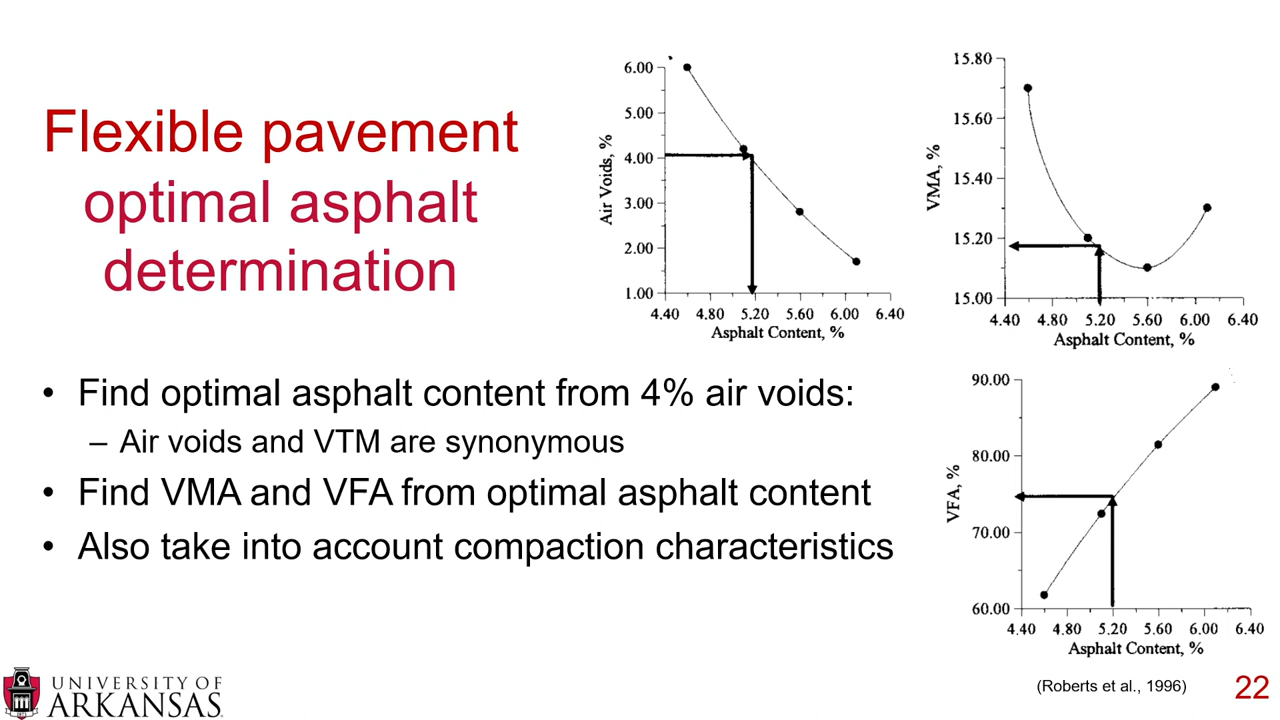 Flexible pavement
optimal asphalt
determination
• Find optimal asphalt content from 4% air voids:
– Air voids and VTM are synonymous
• Find VMA and VFA from optimal asphalt content
• Also take into account compaction characteristics
6.00
5.00
4.00
3.00
2.00
1.00
Air Voids, %
4.40 4.80 5.20 5.60 6.00 6.40
Asphalt Content, %
15.80
15.60
15.40
15.20
15.00
VMA, %
4.40 4.80 5.20 5.60 6.00 6.40
Asphalt Content, %
90.00
80.00
70.00
60.00
VFA, %
4.40 4.80 5.20 5.60 6.00 6.40
Asphalt Content, %
(Roberts et al., 1996)
22
UNIVERSITY OF
ARKANSAS